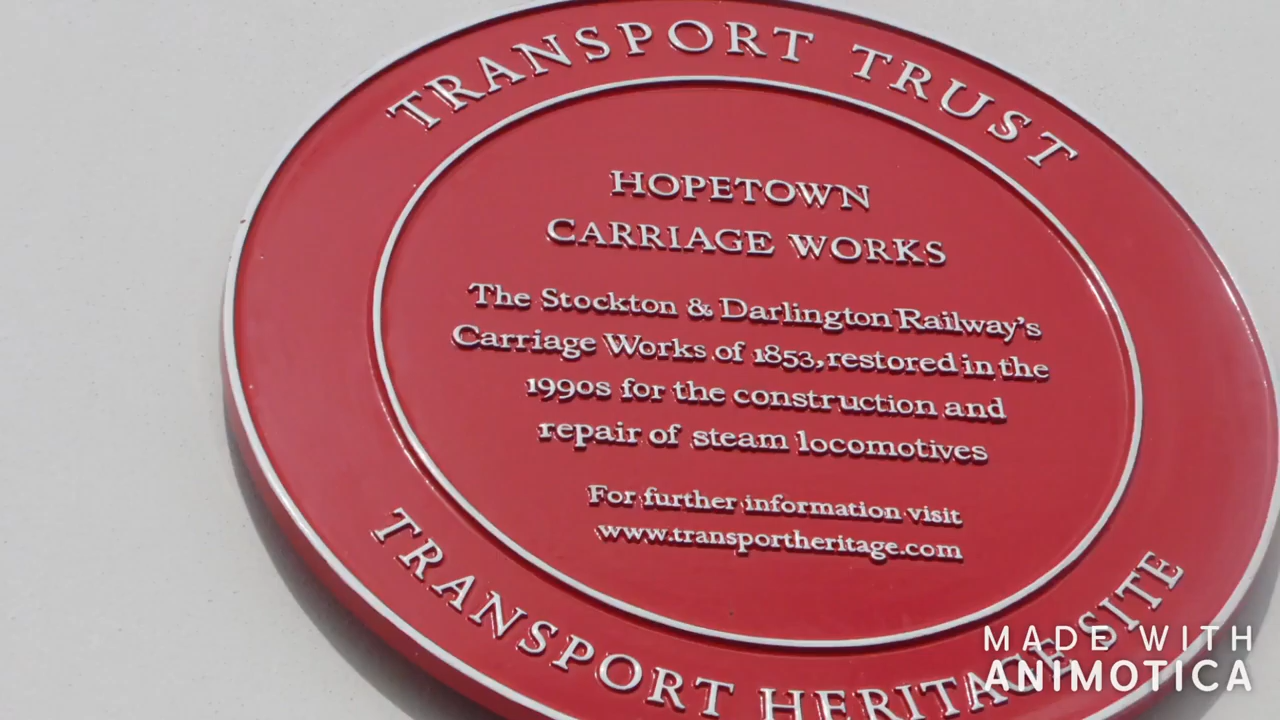 TRANSPORT TRUST
HOPETOWN
CARRIAGE WORKS
The Stockton & Darlington Railway's
Carriage Works of 1853, restored in the
1990s for the construction and
repair of steam locomotives
For further information visit
www.transportheritage.com
TRANSPORT HERITAGE SITE
MADE WITH
ANIMOTICA